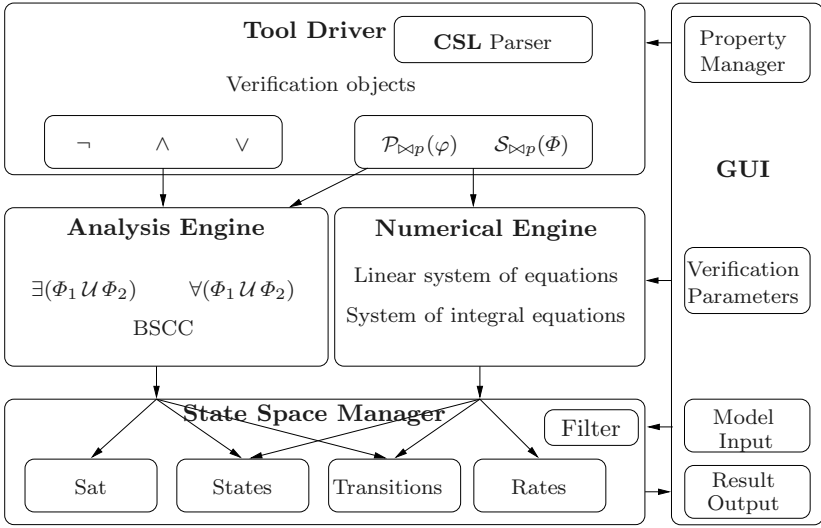 Tool Driver
CSL Parser
Verification objects
¬ ∧ ∨
𝒫⋈p(φ) 𝒮⋈p(Φ)
Analysis Engine
∃(Φ1 𝒰 Φ2) ∀(Φ1 𝒰 Φ2)
BSCC
Numerical Engine
Linear system of equations
System of integral equations
State Space Manager
Filter
Sat
States
Transitions
Rates
Property
Manager
GUI
Verification
Parameters
Model
Input
Result
Output